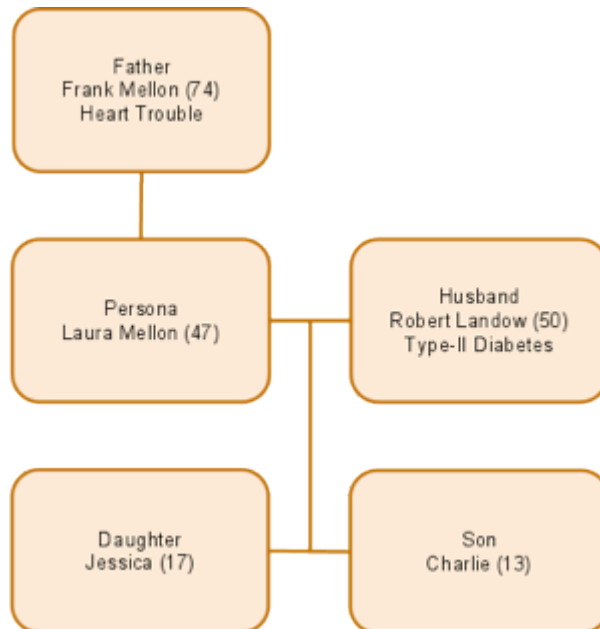 Father
Frank Mellon (74)
Heart Trouble
Persona
Laura Mellon (47)
Husband
Robert Landow (50)
Type-II Diabetes
Daughter
Jessica (17)
Son
Charlie (13)